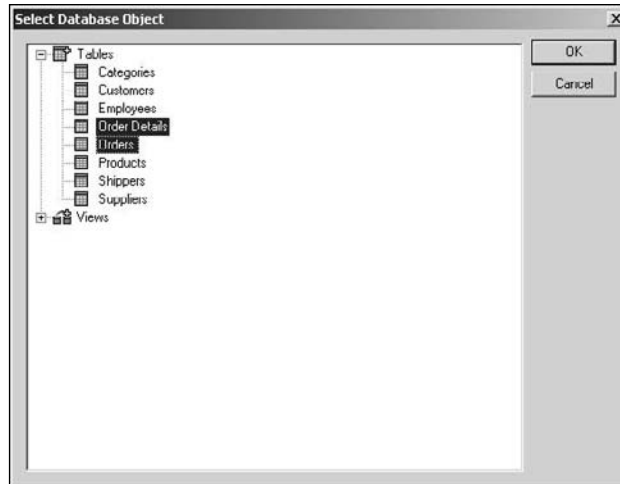 Select Database Object
Tables
Categories
Customers
Employees
Order Details
Orders
Products
Shippers
Suppliers
Views
OK
Cancel